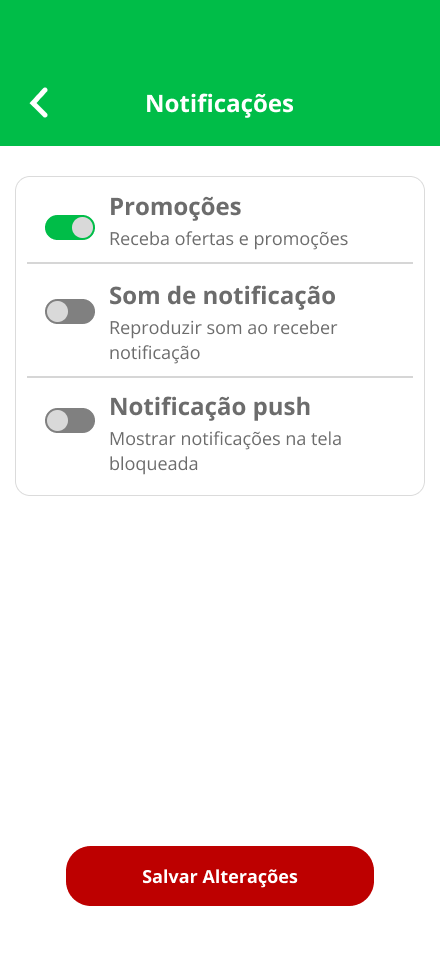 Notificações
Promoções
Receba ofertas e promoções
Som de notificação
Reproduzir som ao receber
notificação
Notificação push
Mostrar notificações na tela
bloqueada
Salvar Alterações